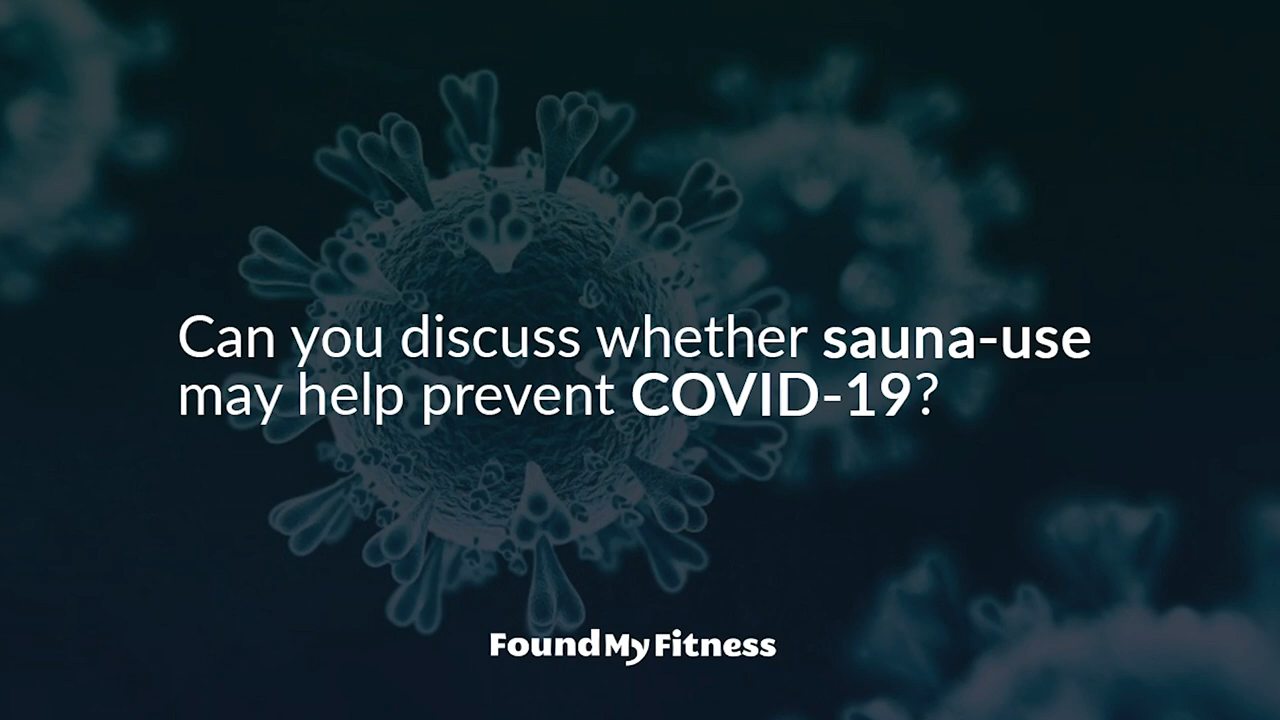 Can you discuss whether sauna-use
may help prevent COVID-19?
FoundMyFitness